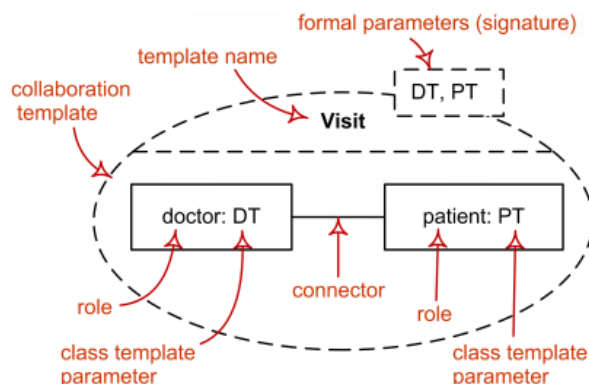 formal parameters (signature)
template name
collaboration
template
DT, PT
Visit
doctor: DT
patient: PT
connector
role
role
class template
parameter
class template
parameter